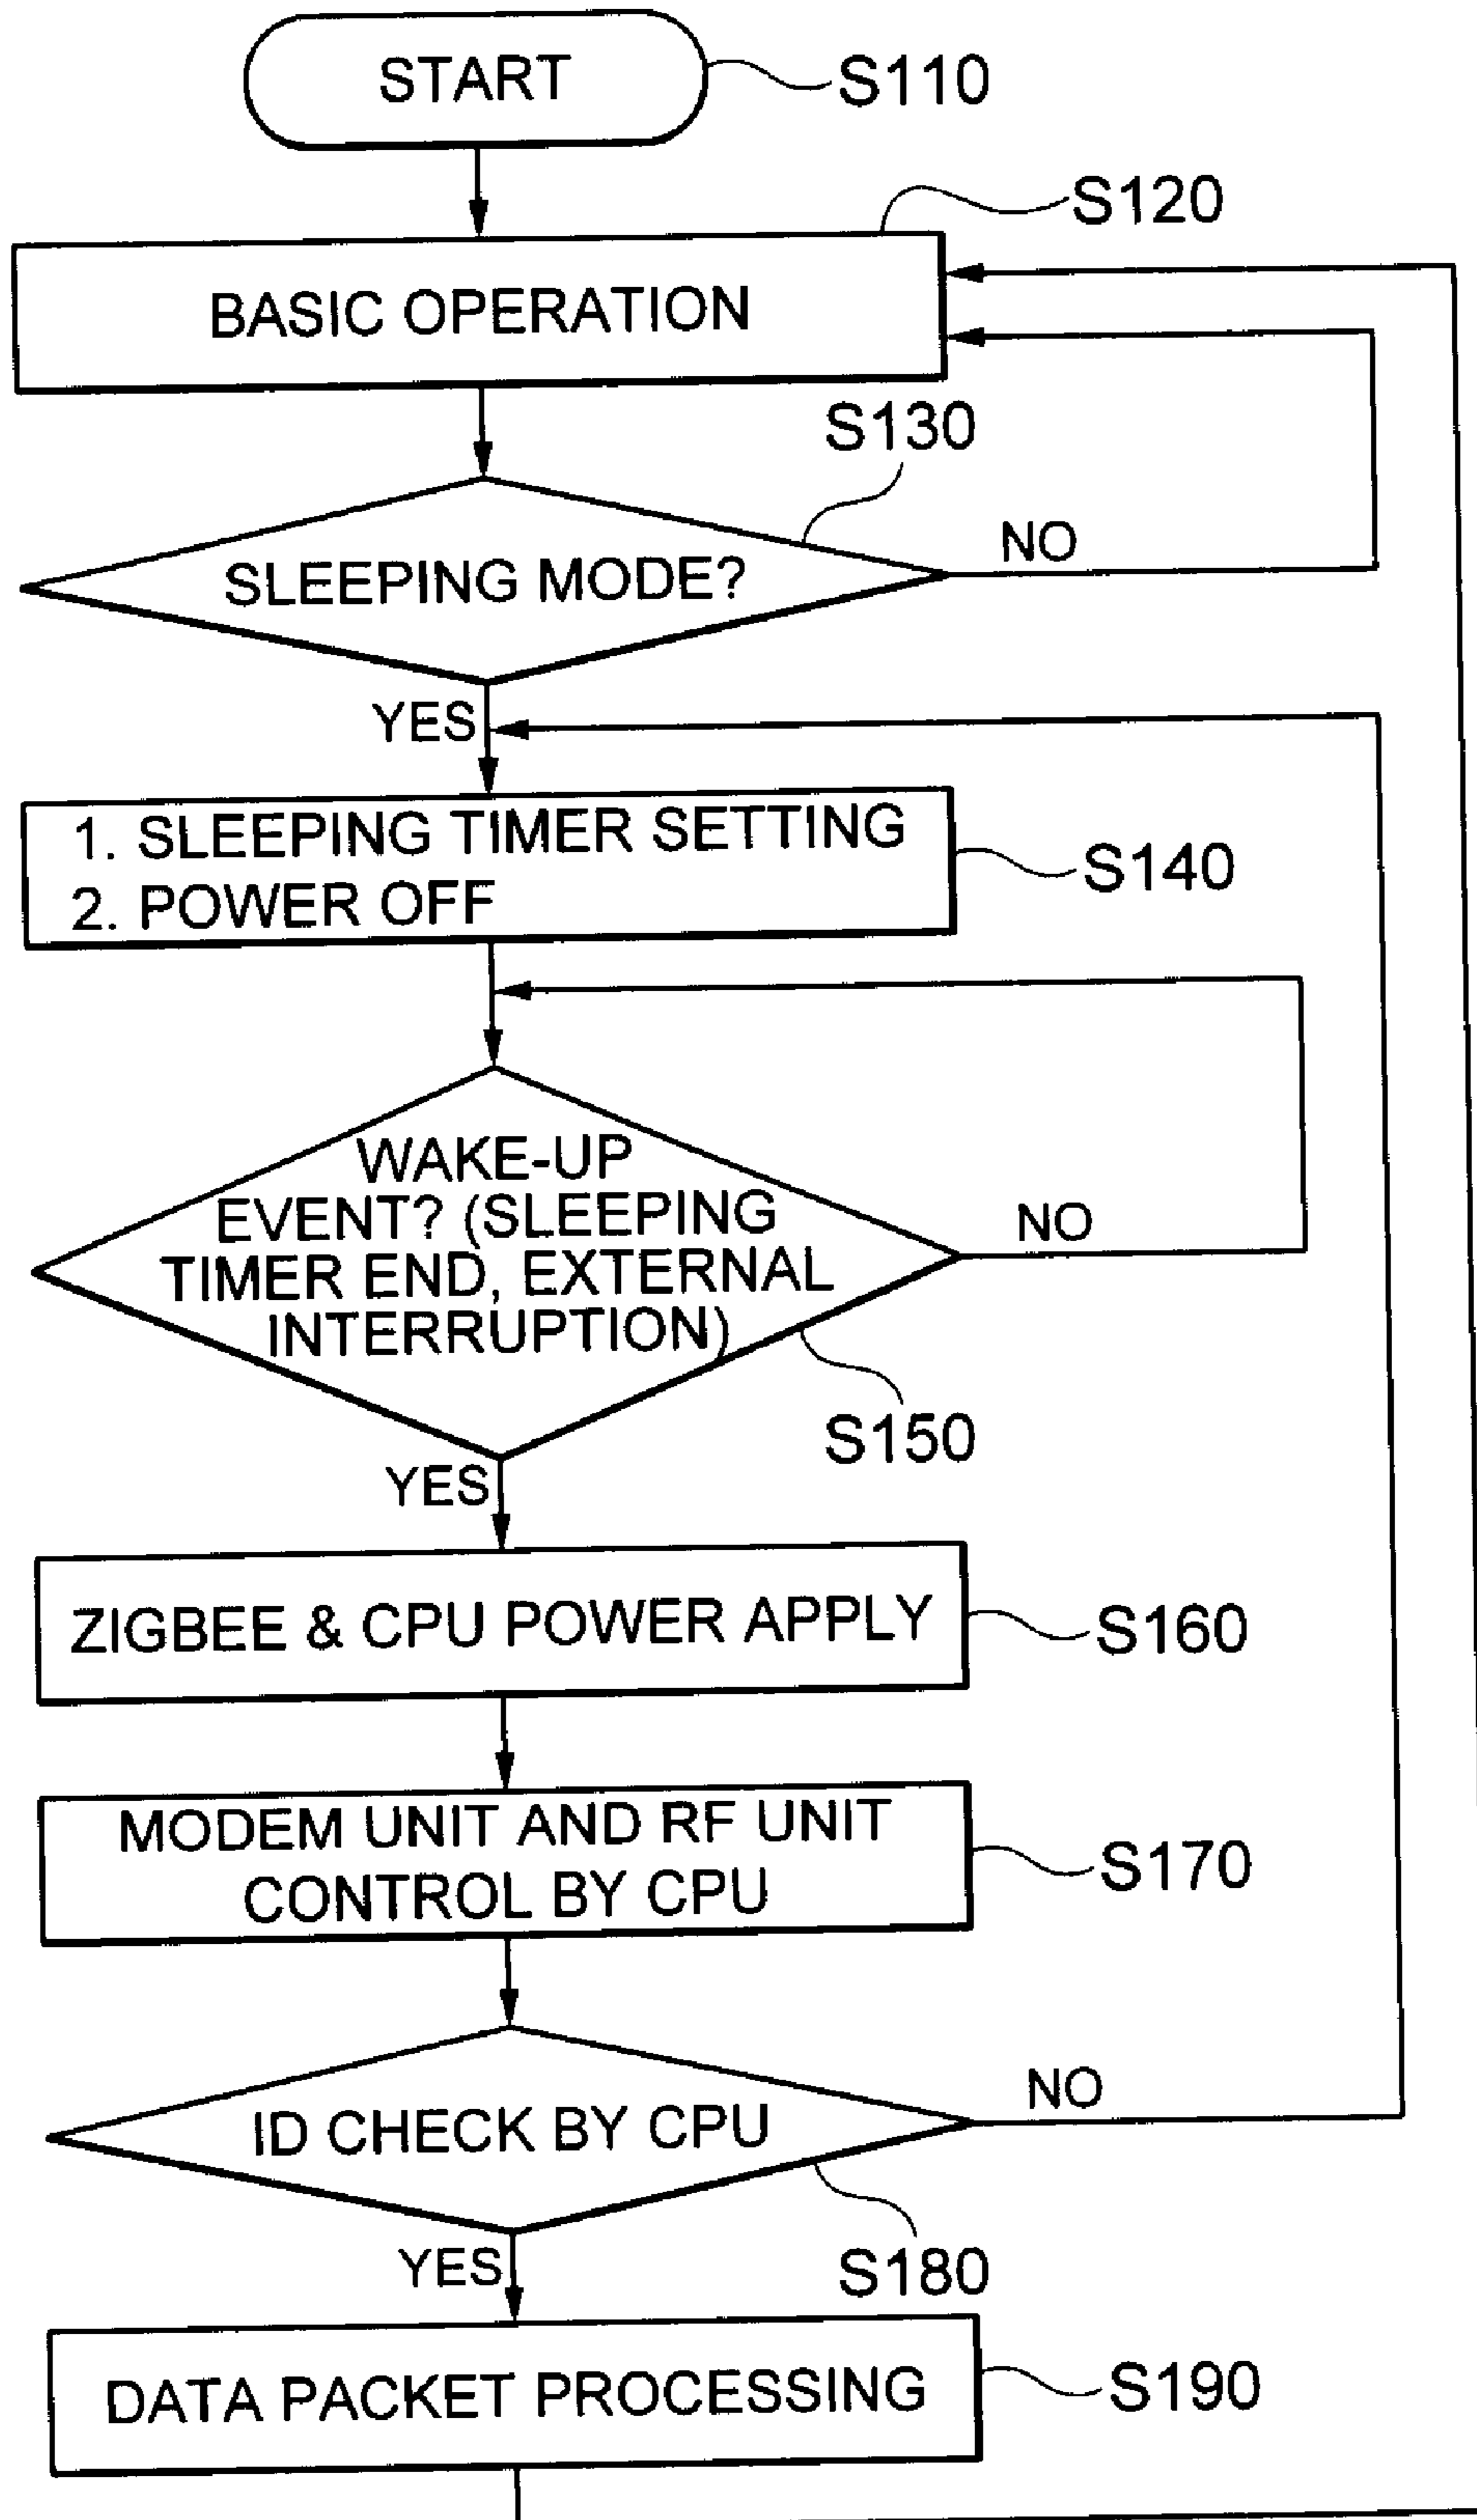 START
S110
S120
BASIC OPERATION
S130
SLEEPING MODE?
NO
YES
1. SLEEPING TIMER SETTING
2. POWER OFF
S140
WAKE-UP
EVENT? (SLEEPING
TIMER END, EXTERNAL
INTERRUPTION)
NO
S150
YES
ZIGBEE & CPU POWER APPLY
S160
MODEM UNIT AND RF UNIT
CONTROL BY CPU
S170
ID CHECK BY CPU
NO
S180
YES
DATA PACKET PROCESSING
S190